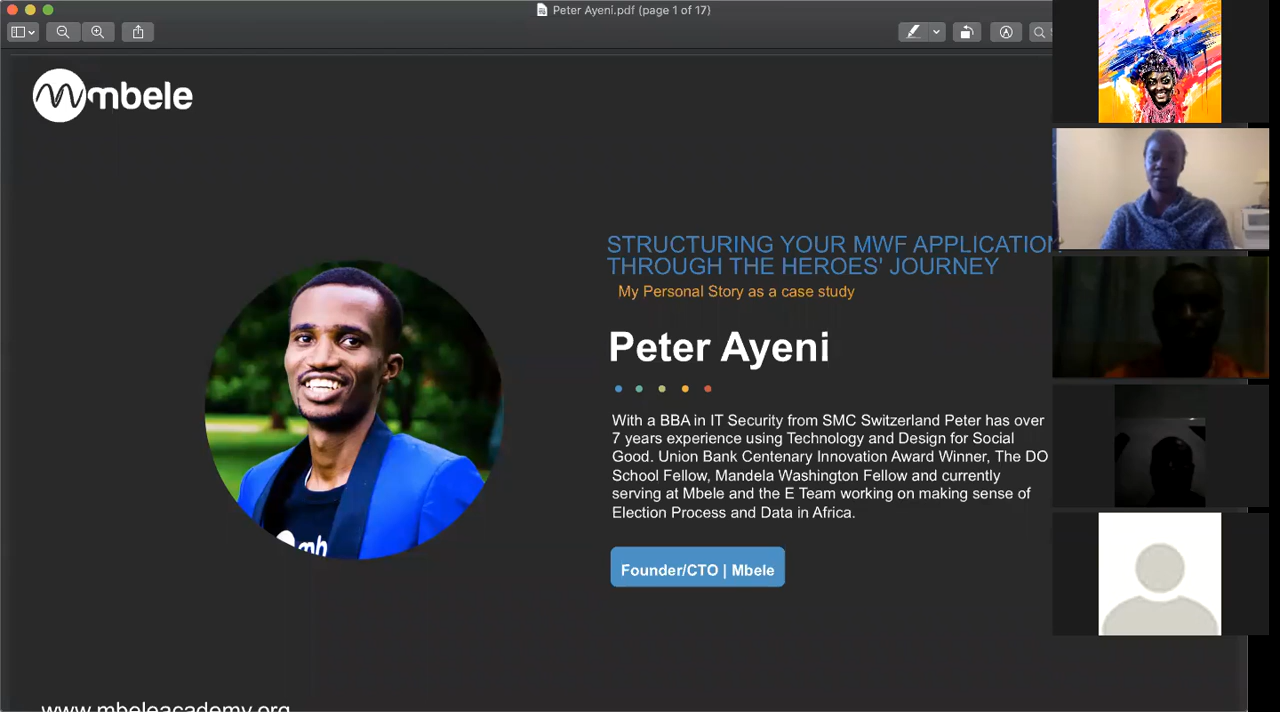 Peter Ayeni.pdf (page 1 of 17)
mbele
STRUCTURING YOUR MWF APPLICATION
THROUGH THE HEROES' JOURNEY
My Personal Story as a case study
Peter Ayeni
With a BBA in IT Security from SMC Switzerland Peter has over
7 years experience using Technology and Design for Social
Good. Union Bank Centenary Innovation Award Winner, The DO
School Fellow, Mandela Washington Fellow and currently
serving at Mbele and the E Team working on making sense of
Election Process and Data in Africa.
Founder/CTO | Mbele
www.mbeleacademy.org